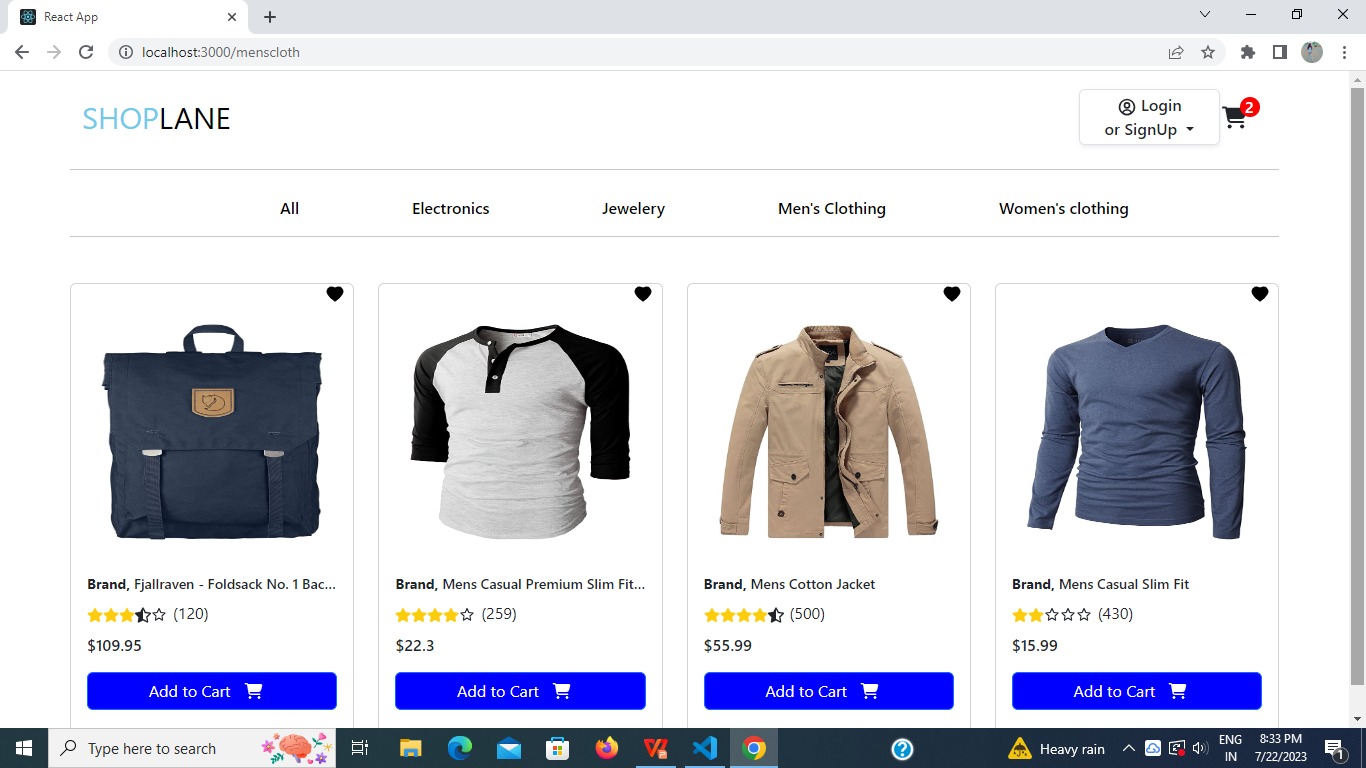 React App
localhost:3000/menscloth
SHOPLANE
Login
or SignUp
2
All Electronics Jewelery Men's Clothing Women's clothing
Brand, Fjallraven - Foldsack No. 1 Bac...
(120)
$109.95
Add to Cart
Brand, Mens Casual Premium Slim Fit...
(259)
$22.3
Add to Cart
Brand, Mens Cotton Jacket
(500)
$55.99
Add to Cart
Brand, Mens Casual Slim Fit
(430)
$15.99
Add to Cart
Type here to search
Heavy rain
ENG
IN
8:33 PM
7/22/2023
1